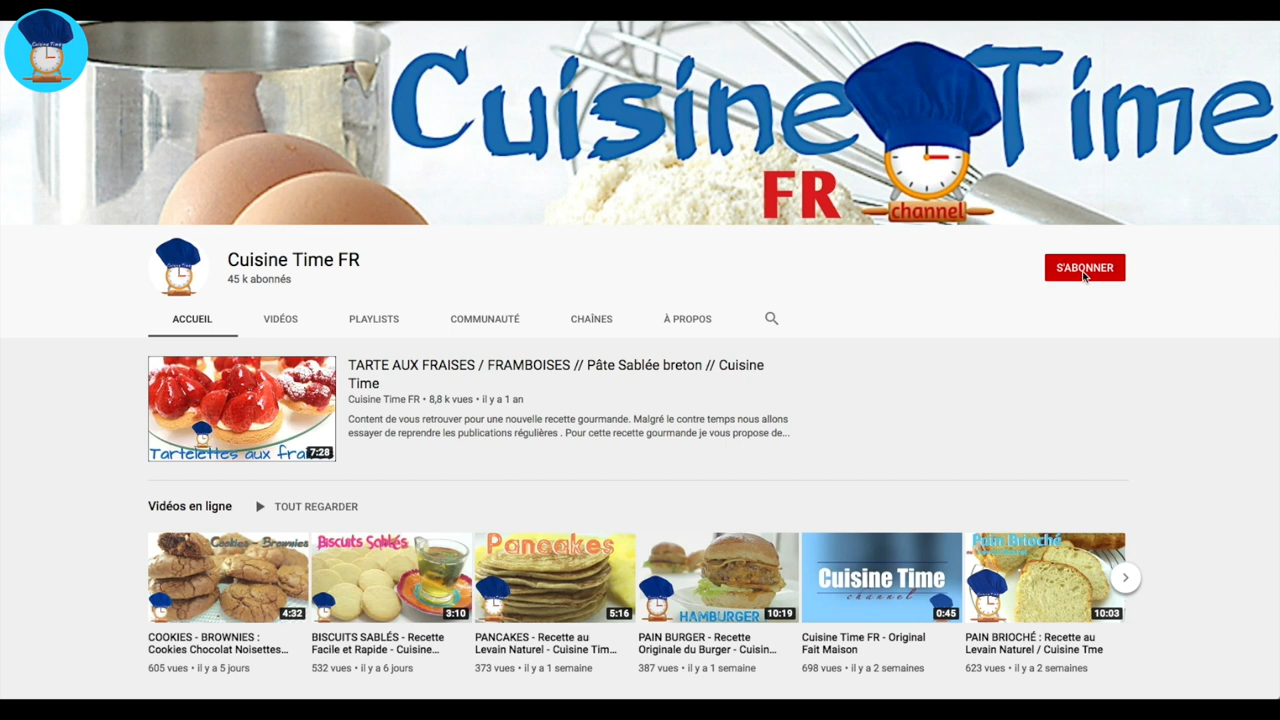 Cuisine Time
Cuisine Time
FR
channel
Cuisine Time FR
45 k abonnés
S'ABONNER
ACCUEIL
VIDÉOS
PLAYLISTS
COMMUNAUTÉ
CHAÎNES
À PROPOS
TARTE AUX FRAISES / FRAMBOISES // Pâte Sablée breton // Cuisine
Time
Cuisine Time FR • 8,8 k vues • il y a 1 an
Content de vous retrouver pour une nouvelle recette gourmande. Malgré le contre temps nous allons
essayer de reprendre les publications régulières . Pour cette recette gourmande je vous propose de...
Tartelettes aux frai
7:28
Vidéos en ligne
TOUT REGARDER
Cookies - Brownies
4:32
Biscuits Sablés
3:10
Pancakes
5:16
HAMBURGER
10:19
Cuisine Time
channel
0:45
Pain Brioché
10:03
COOKIES - BROWNIES :
Cookies Chocolat Noisettes...
605 vues • il y a 5 jours
BISCUITS SABLÉS - Recette
Facile et Rapide - Cuisine...
532 vues • il y a 6 jours
PANCAKES - Recette au
Levain Naturel - Cuisine Tim...
373 vues • il y a 1 semaine
PAIN BURGER - Recette
Originale du Burger - Cuisin...
387 vues • il y a 1 semaine
Cuisine Time FR - Original
Fait Maison
698 vues • il y a 2 semaines
PAIN BRIOCHÉ : Recette au
Levain Naturel / Cuisine Tme
623 vues • il y a 2 semaines